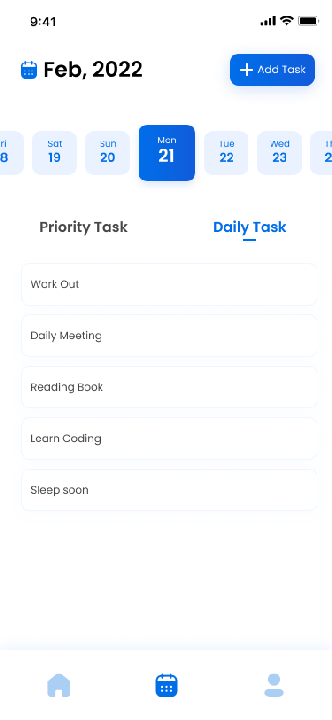 9:41
Feb, 2022
Add Task
ri Sat Sun Mon Tue Wed T
8 19 20 21 22 23 2
Priority Task Daily Task
Work Out
Daily Meeting
Reading Book
Learn Coding
Sleep soon